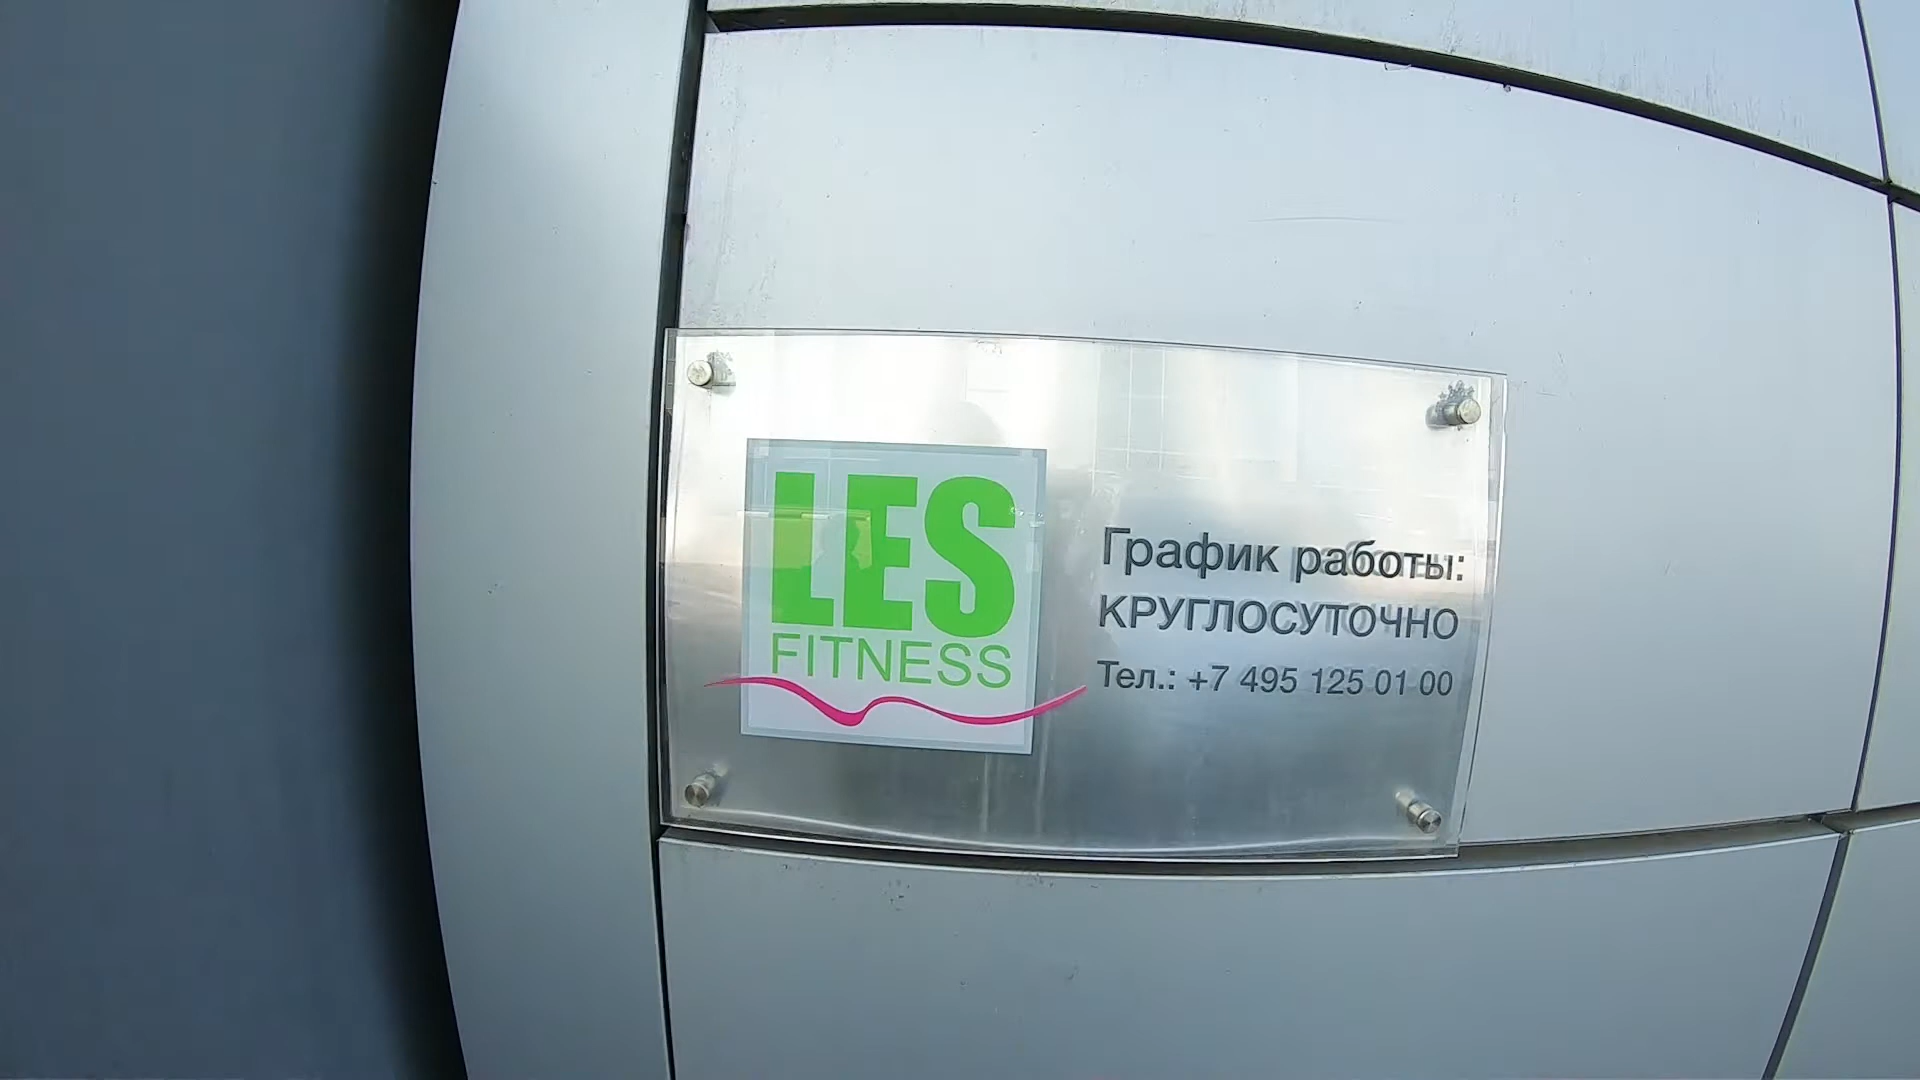 LES
FITNESS
График работы:
КРУГЛОСУТОЧНО
Тел.: +7 495 125 01 00